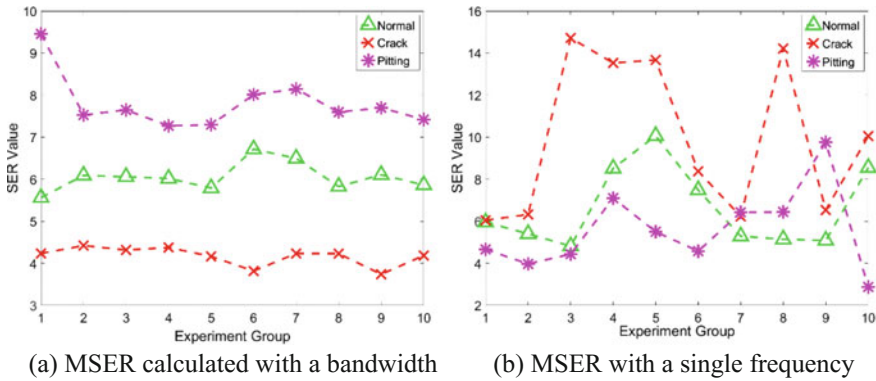 10
9
8
7
6
5
4
3
SER Value
1 2 3 4 5 6 7 8 9 10
Experiment Group
Normal
Crack
Pitting
(a) MSER calculated with a bandwidth
16
14
12
10
8
6
4
2
SER Value
1 2 3 4 5 6 7 8 9 10
Experiment Group
Normal
Crack
Pitting
(b) MSER with a single frequency